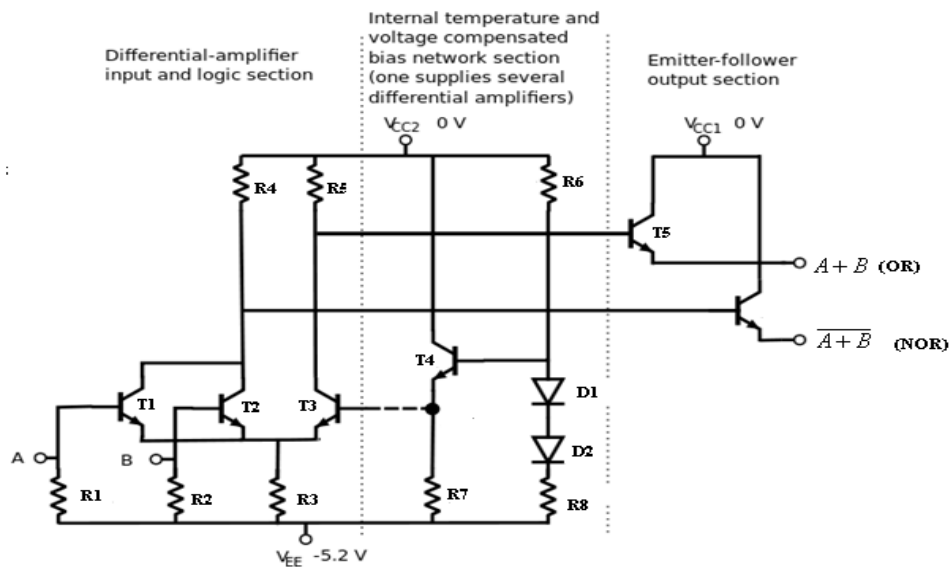 Differential-amplifier
input and logic section
Internal temperature and
voltage compensated
bias network section
(one supplies several
differential amplifiers)
Emitter-follower
output section
VCC2 0 V
VCC1 0 V
:
R4
R5
R6
T5
A + B (OR)
A + B (NOR)
T4
T1
T2
T3
D1
A
B
D2
R1
R2
R3
R7
R8
VEE -5.2 V